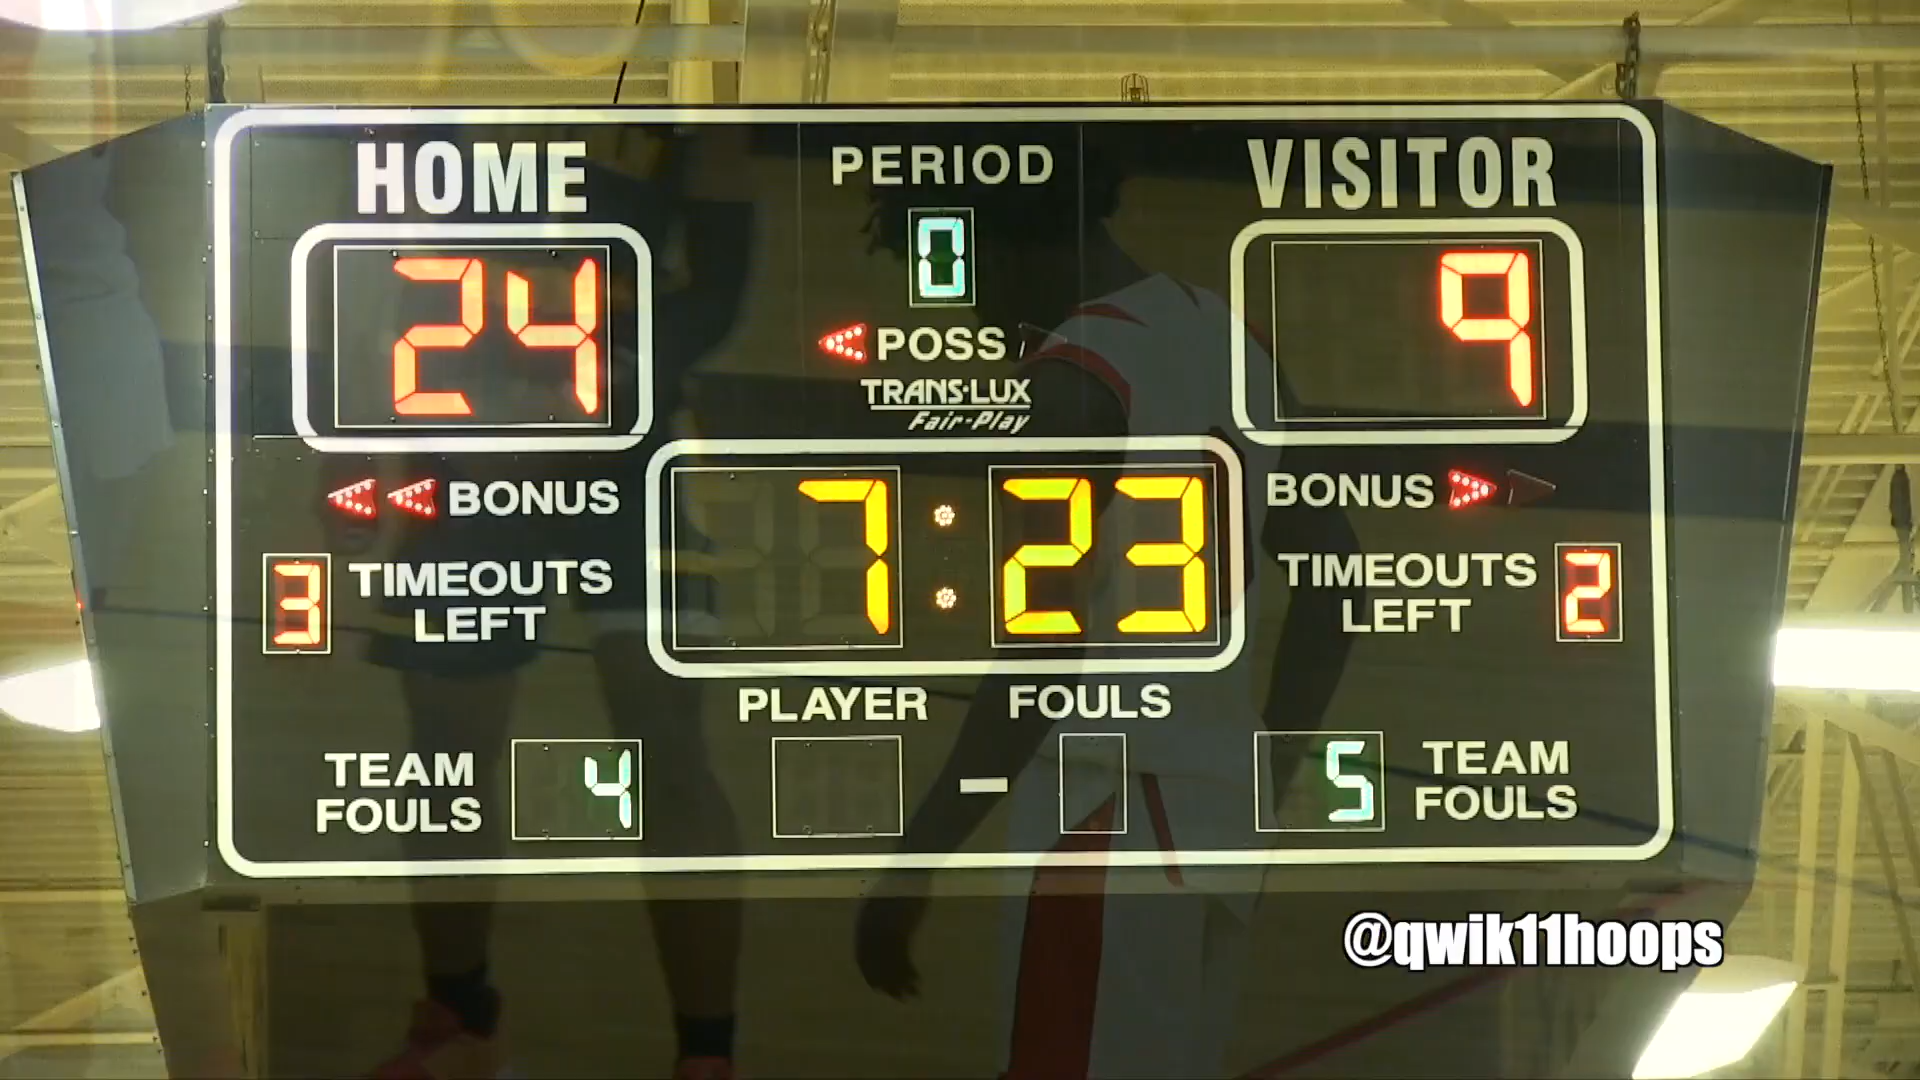 HOME PERIOD VISITOR
24 0 9
POSS
TRANS-LUX
Fair-Play
BONUS 7:23 BONUS
3 TIMEOUTS LEFT TIMEOUTS LEFT 2
PLAYER FOULS
TEAM FOULS 4 - 5 TEAM FOULS
@qwik11hoops